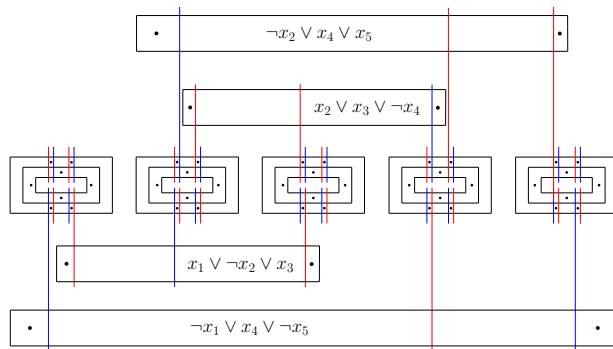 ¬x₂ ∨ x₄ ∨ x₅
x₂ ∨ x₃ ∨ ¬x₄
x₁ ∨ ¬x₂ ∨ x₃
¬x₁ ∨ x₄ ∨ ¬x₅